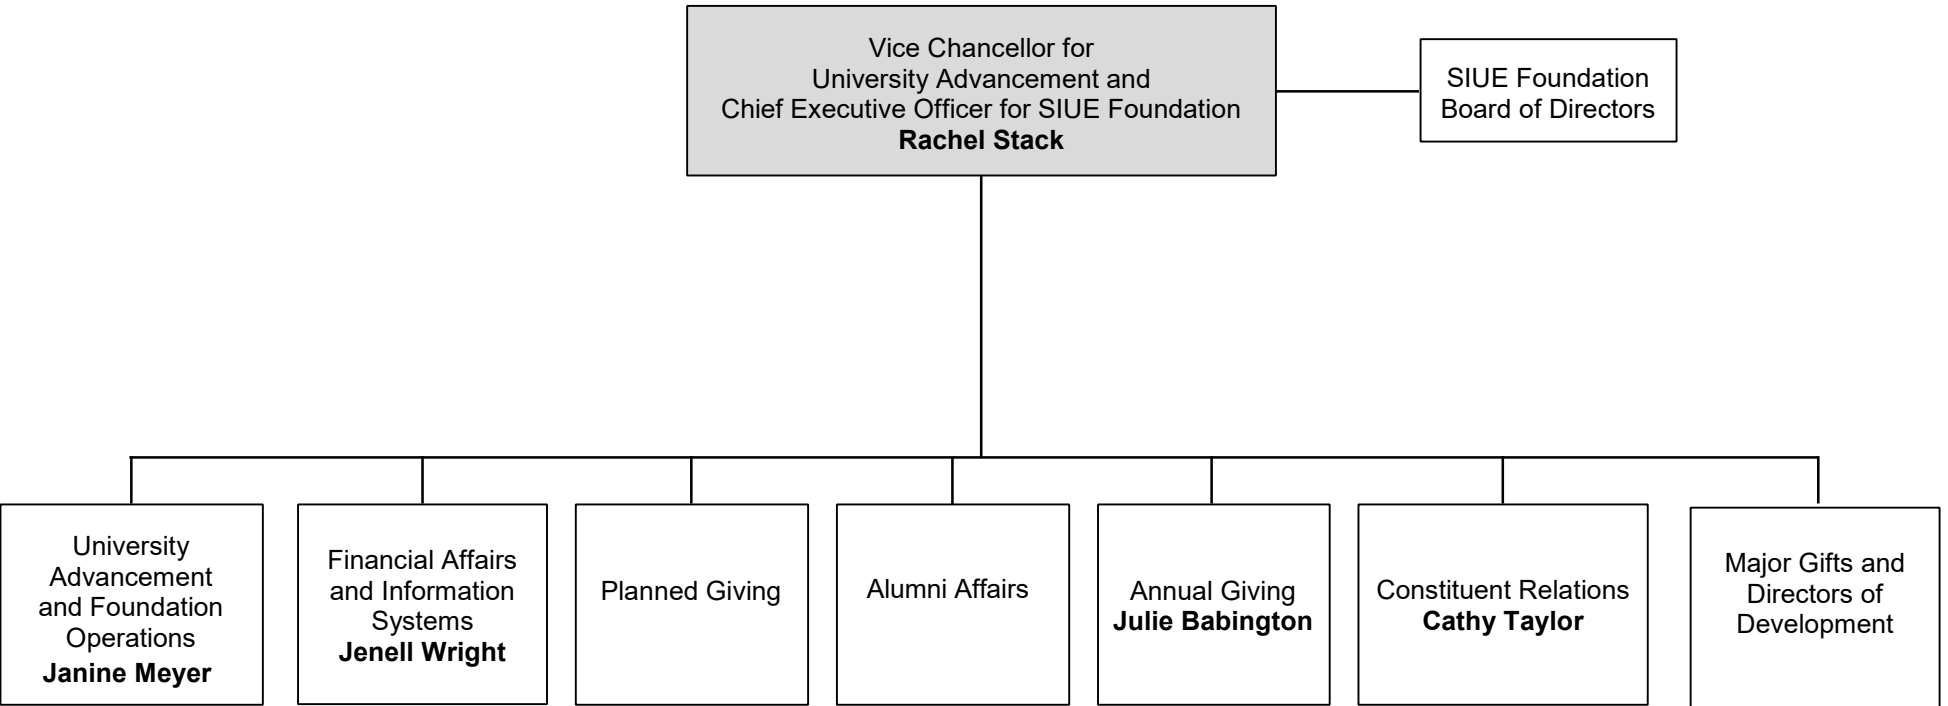 Vice Chancellor for
University Advancement and
Chief Executive Officer for SIUE Foundation
Rachel Stack
SIUE Foundation
Board of Directors
University
Advancement
and Foundation
Operations
Janine Meyer
Financial Affairs
and Information
Systems
Jenell Wright
Planned Giving
Alumni Affairs
Annual Giving
Julie Babington
Constituent Relations
Cathy Taylor
Major Gifts and
Directors of
Development